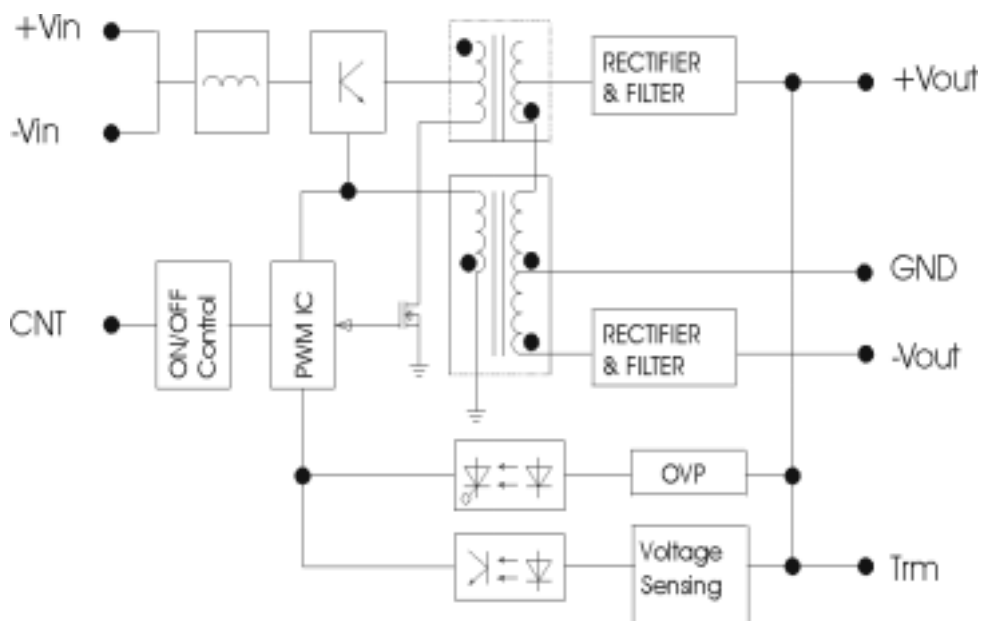 +Vin
-Vin
RECTIFIER
& FILTER
+Vout
GND
CNT
ON/OFF
Control
PWM IC
RECTIFIER
& FILTER
-Vout
OVP
Voltage
Sensing
Trm